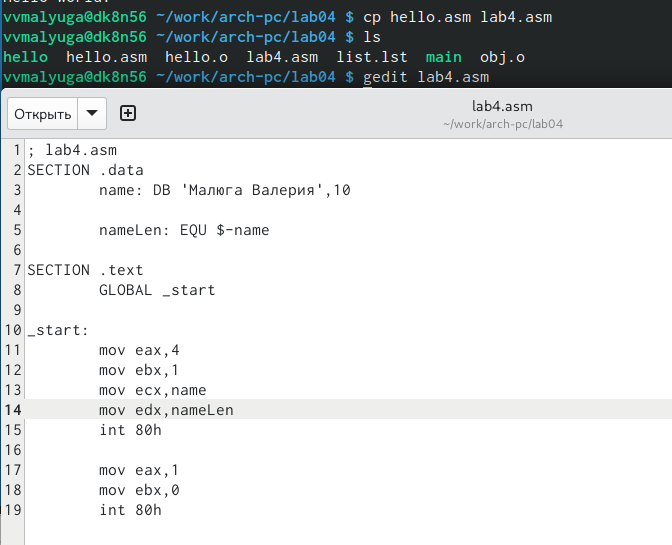 vvmalyuga@dk8n56 ~/work/arch-pc/lab04 $ cp hello.asm lab4.asm
vvmalyuga@dk8n56 ~/work/arch-pc/lab04 $ ls
hello hello.asm hello.o lab4.asm list.lst main obj.o
vvmalyuga@dk8n56 ~/work/arch-pc/lab04 $ gedit lab4.asm
Открыть
lab4.asm
~/work/arch-pc/lab04
1 ; lab4.asm
2 SECTION .data
3 name: DB 'Малюга Валерия',10
4
5 nameLen: EQU $-name
6
7 SECTION .text
8 GLOBAL _start
9
10 _start:
11 mov eax,4
12 mov ebx,1
13 mov ecx,name
14 mov edx,nameLen
15 int 80h
16
17 mov eax,1
18 mov ebx,0
19 int 80h